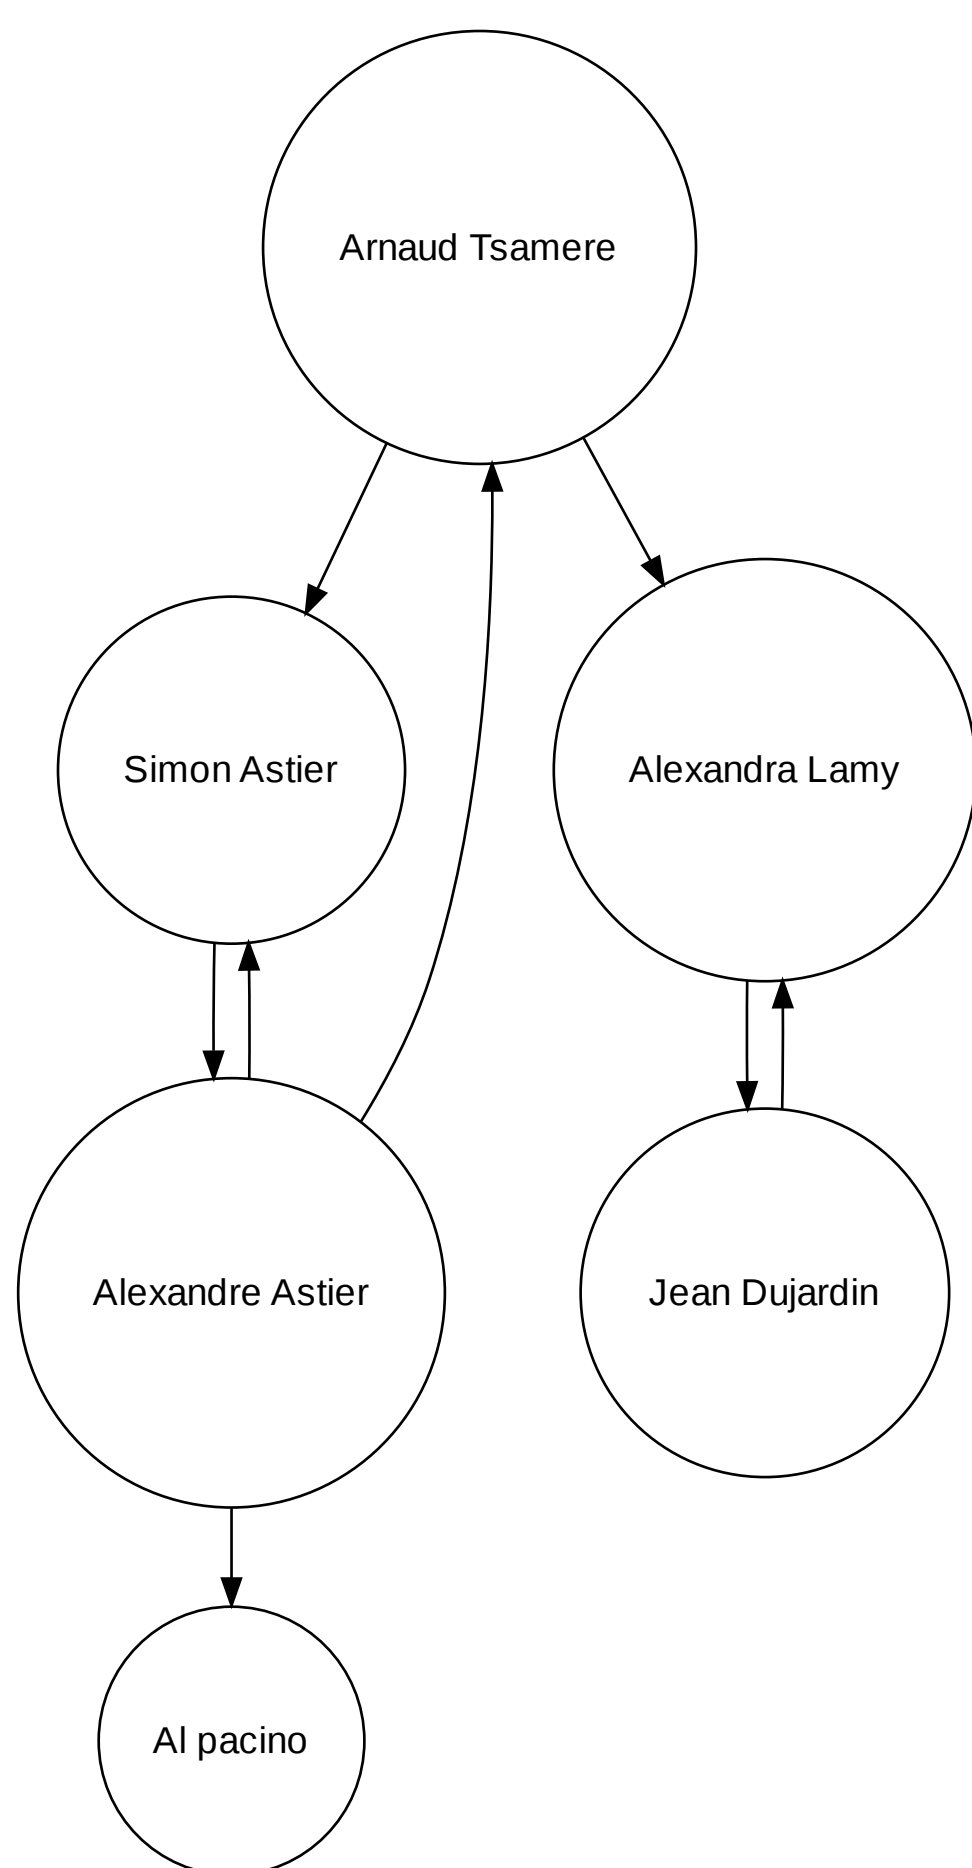 Arnaud Tsamere
Simon Astier
Alexandra Lamy
Alexandre Astier
Jean Dujardin
Al pacino